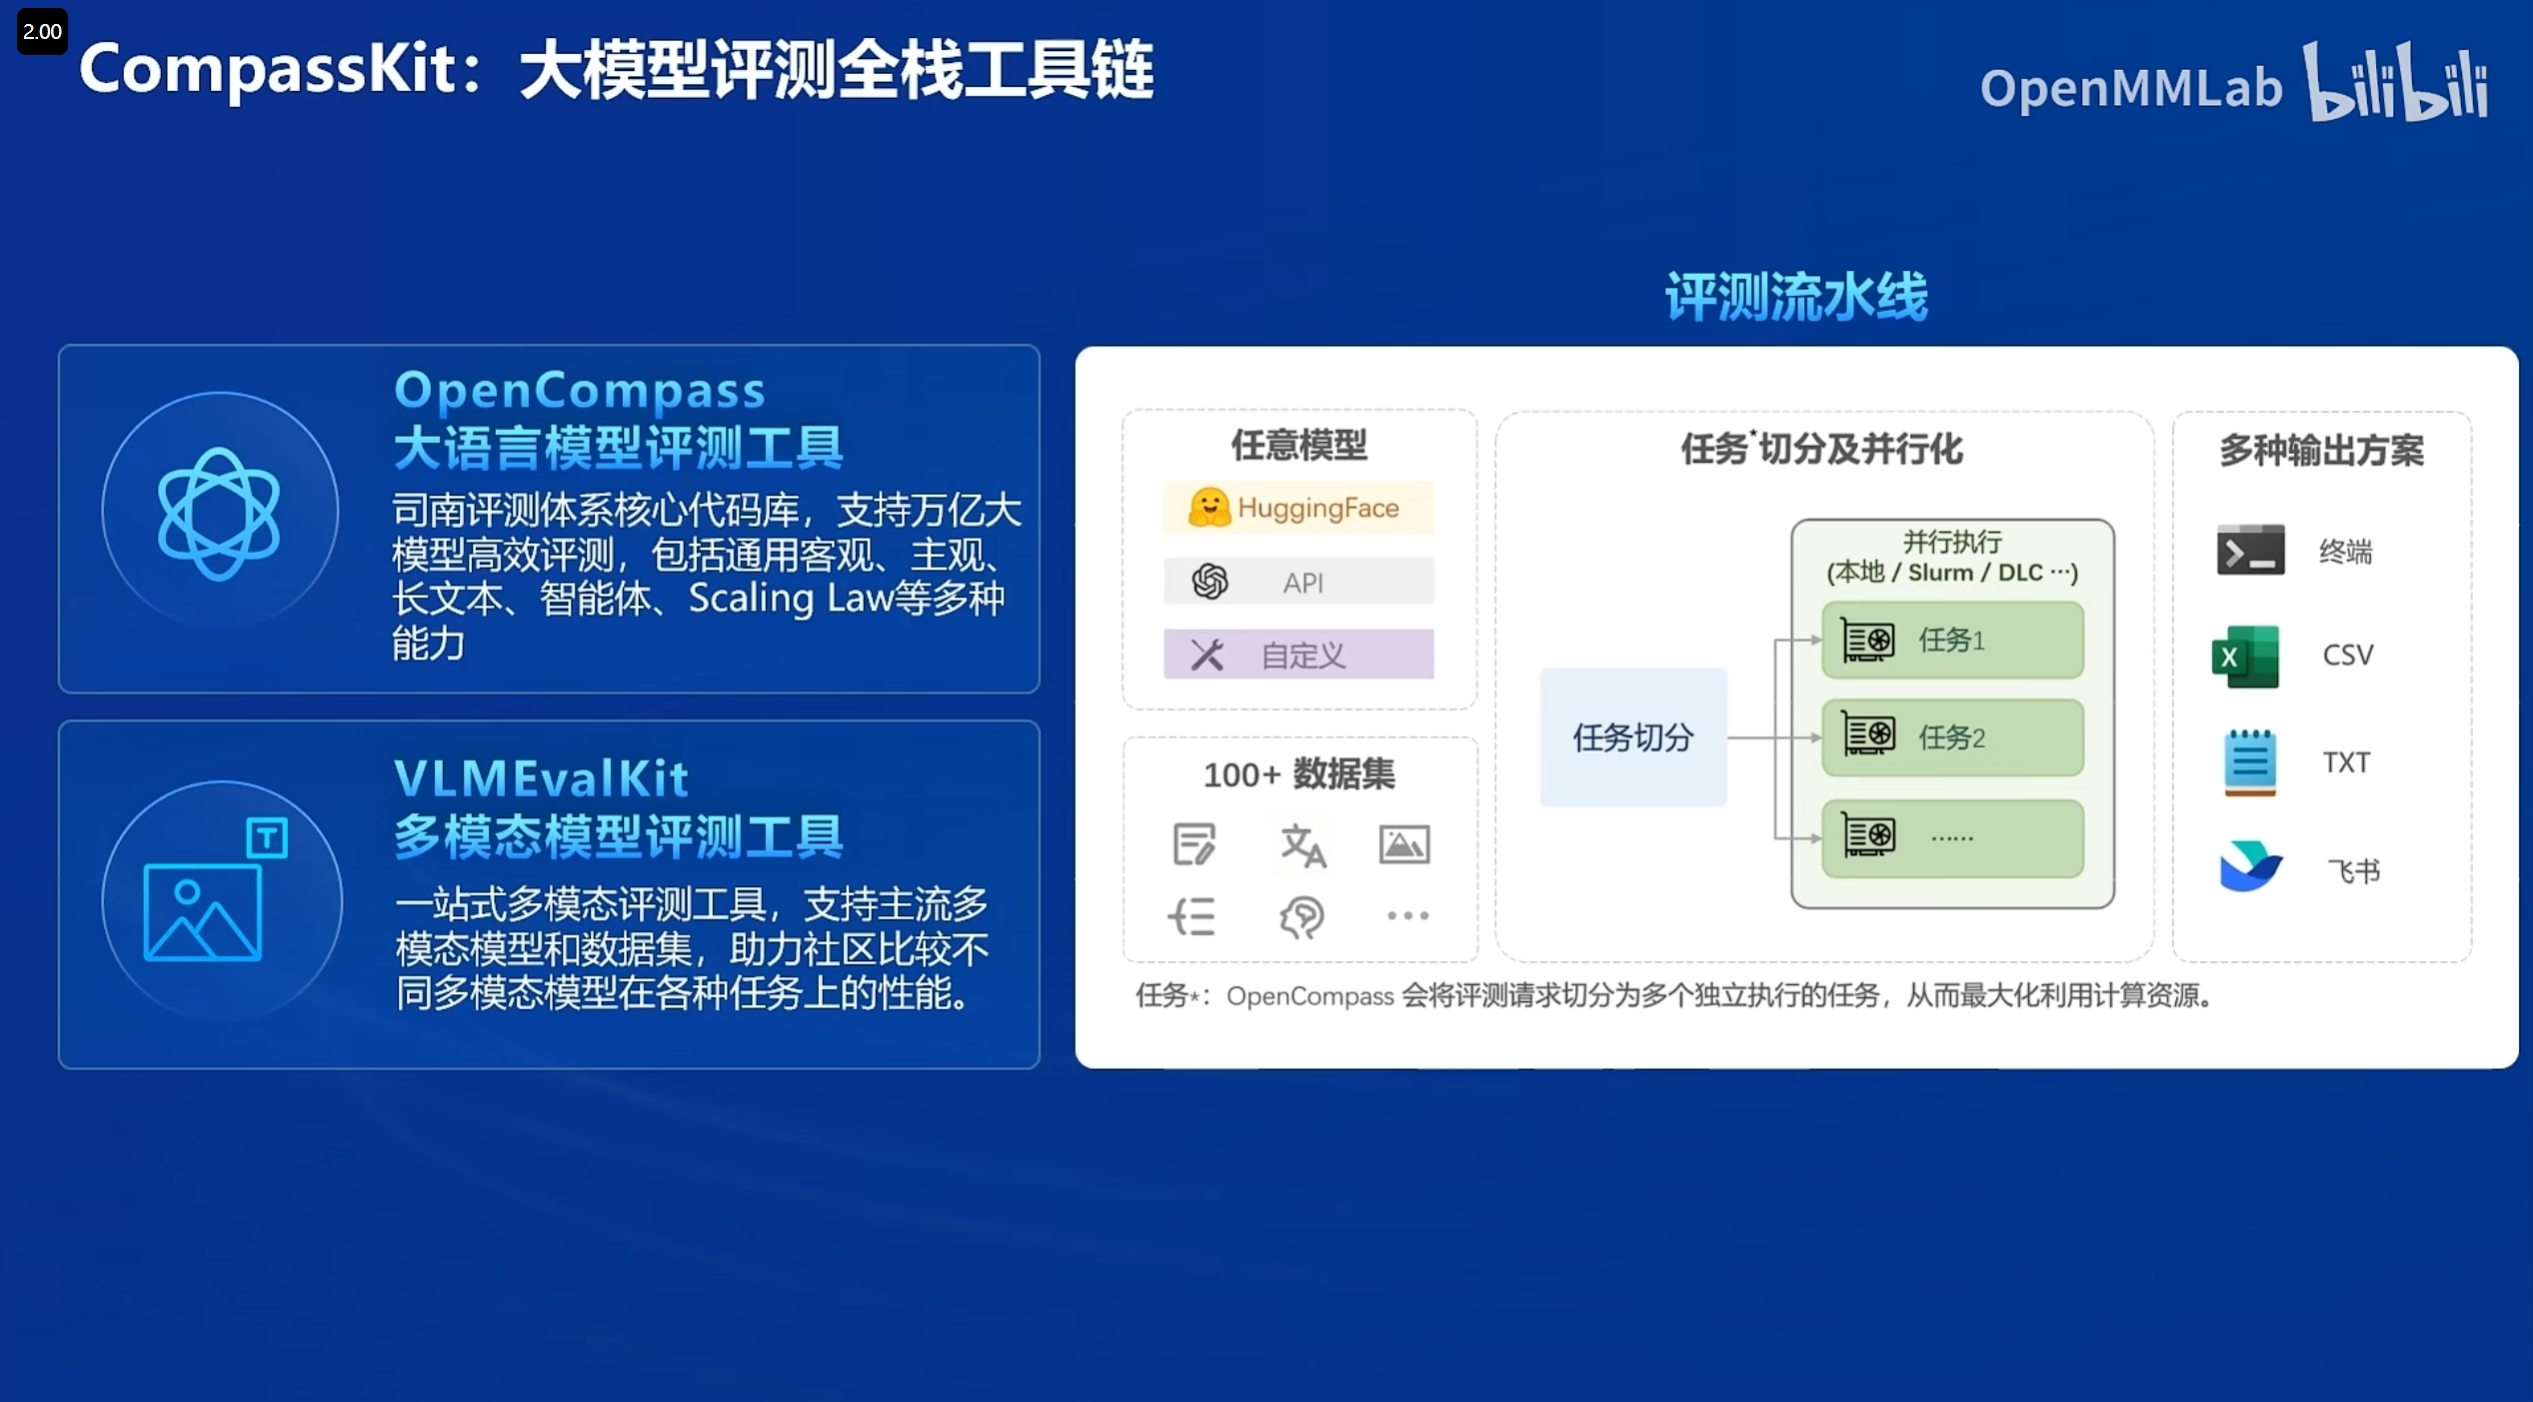 2.00
CompassKit：大模型评测全栈工具链
OpenMMLab bilibili
OpenCompass
大语言模型评测工具
司南评测体系核心代码库，支持万亿大
模型高效评测，包括通用客观、主观、
长文本、智能体、Scaling Law等多种
能力
VLMEvalKit
多模态模型评测工具
T
一站式多模态评测工具，支持主流多
模态模型和数据集，助力社区比较不
同多模态模型在各种任务上的性能。
评测流水线
任意模型
HuggingFace
API
自定义
100+ 数据集
文A
...
任务*切分及并行化
任务切分
并行执行
(本地 / Slurm / DLC ···)
任务1
任务2
······
多种输出方案
终端
X CSV
TXT
飞书
任务*：OpenCompass 会将评测请求切分为多个独立执行的任务，从而最大化利用计算资源。